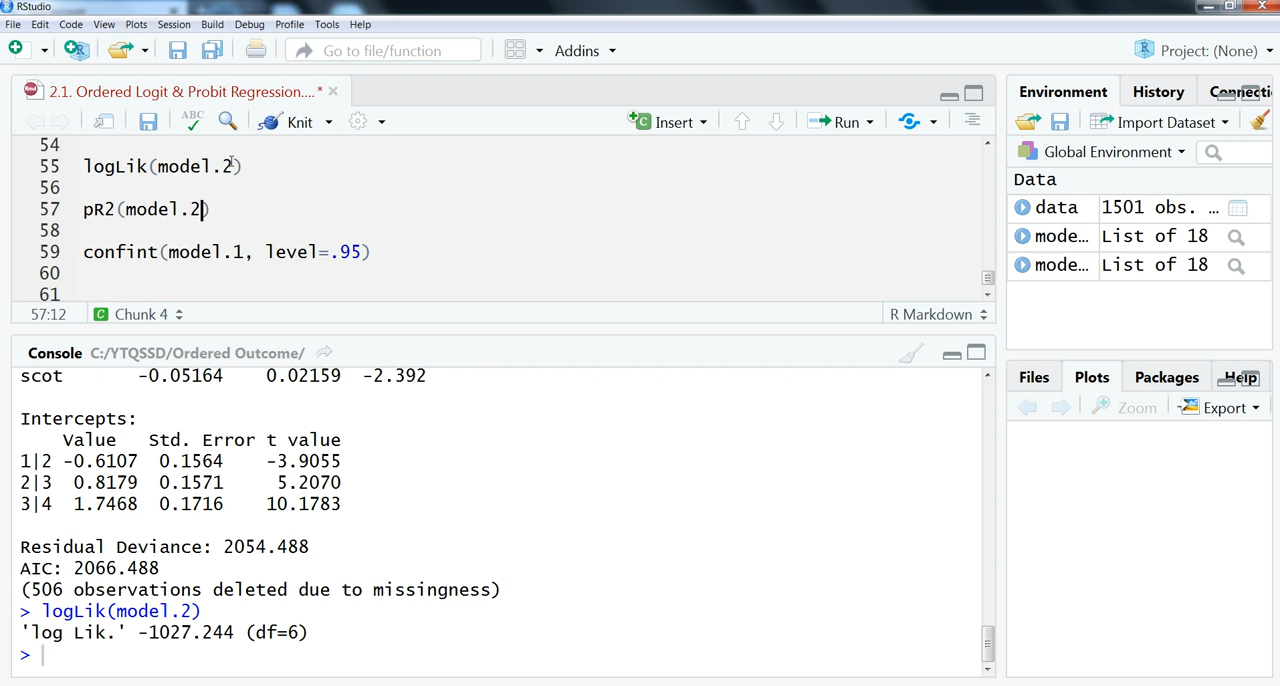 RStudio
File Edit Code View Plots Session Build Debug Profile Tools Help
Go to file/function Addins Project: (None)
2.1. Ordered Logit & Probit Regression....*
ABC Knit Insert Run
54
55 logLik(model.2)
56
57 pR2(model.2)
58
59 confint(model.1, level=.95)
60
61
57:12 Chunk 4 R Markdown
Console C:/YTQSSD/Ordered Outcome/
scot -0.05164 0.02159 -2.392
Intercepts:
Value Std. Error t value
1|2 -0.6107 0.1564 -3.9055
2|3 0.8179 0.1571 5.2070
3|4 1.7468 0.1716 10.1783
Residual Deviance: 2054.488
AIC: 2066.488
(506 observations deleted due to missingness)
> logLik(model.2)
'log Lik.' -1027.244 (df=6)
>
Environment History Connecti
Import Dataset
Global Environment
Data
data 1501 obs. ...
mode... List of 18
mode... List of 18
Files Plots Packages Help
Zoom Export